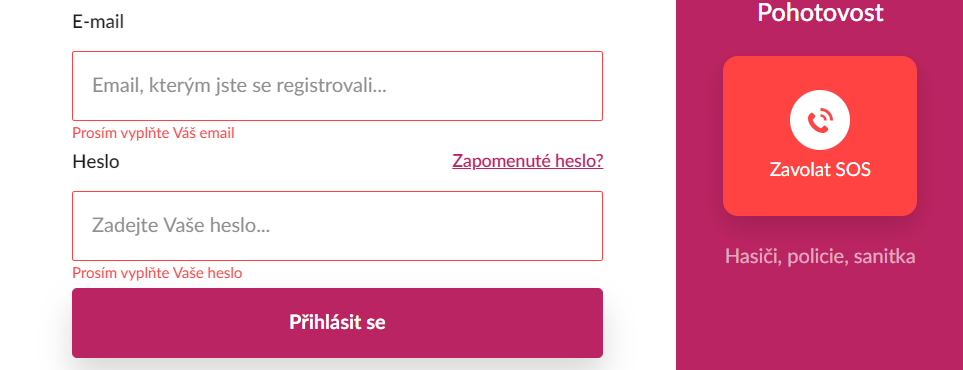 E-mail
Email, kterým jste se registrovali...
Prosím vyplňte Váš email
Heslo
Zapomenuté heslo?
Zadejte Vaše heslo...
Prosím vyplňte Vaše heslo
Přihlásit se
Pohotovost
Zavolat SOS
Hasiči, policie, sanitka